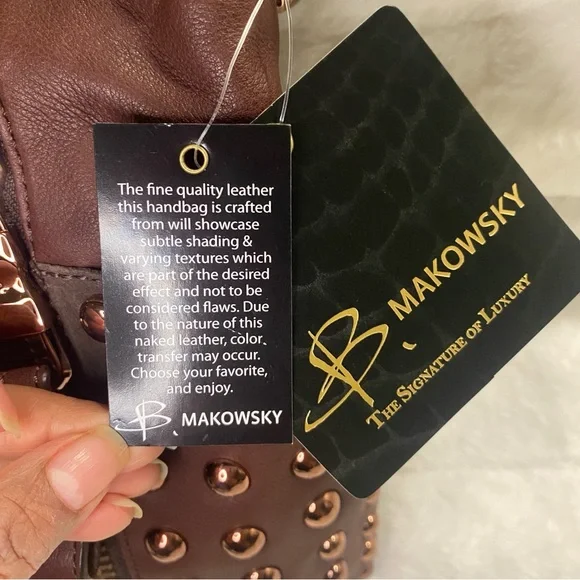 The fine quality leather
this handbag is crafted
from will showcase
subtle shading &
varying textures which
are part of the desired
effect and not to be
considered flaws. Due
to the nature of this
naked leather, color
transfer may occur.
Choose your favorite,
and enjoy.
B. MAKOWSKY
B. MAKOWSKY
THE SIGNATURE OF LUXURY